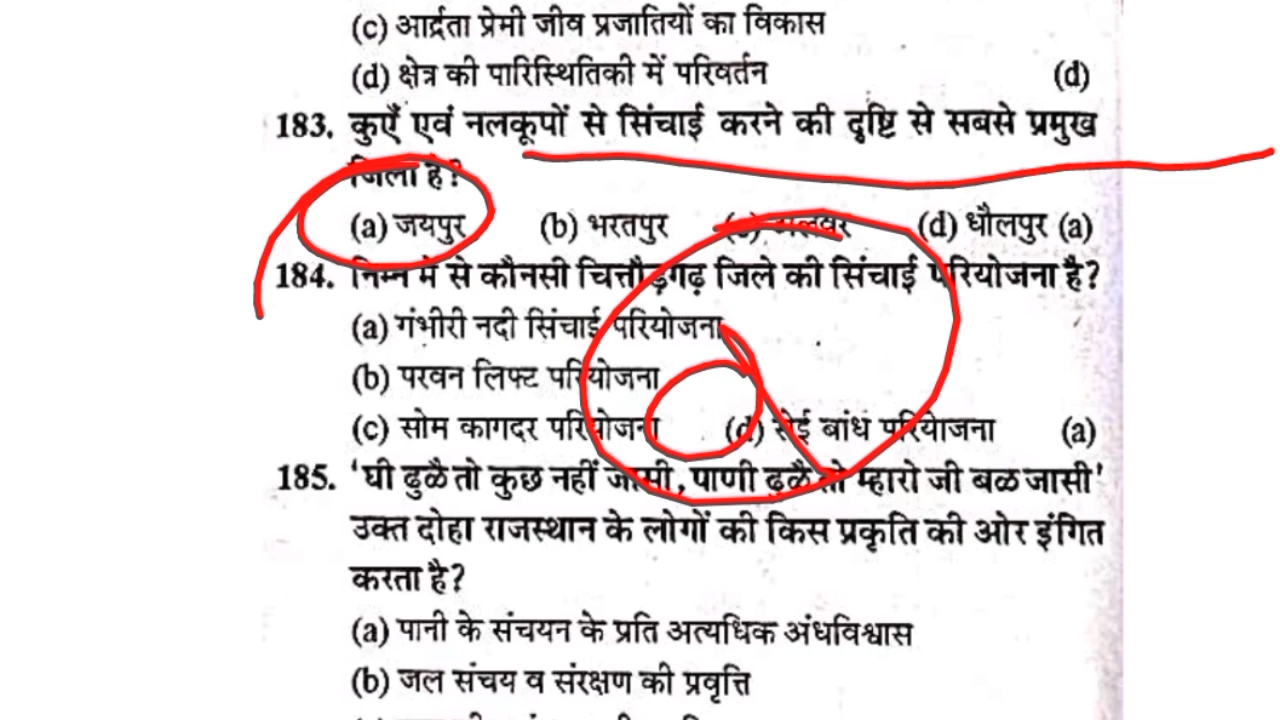 (c) आर्द्रता प्रेमी जीव प्रजातियों का विकास
(d) क्षेत्र की पारिस्थितिकी में परिवर्तन (d)
183. कुएँ एवं नलकूपों से सिंचाई करने की दृष्टि से सबसे प्रमुख
जिला है?
(a) जयपुर (b) भरतपुर (c) अलवर (d) धौलपुर (a)
184. निम्न में से कौनसी चित्तौड़गढ़ जिले की सिंचाई परियोजना है?
(a) गंभीरी नदी सिंचाई परियोजना
(b) परवन लिफ्ट परियोजना
(c) सोम कागदर परियोजना (d) सेई बांध परियोजना (a)
185. 'घी ढुळै तो कुछ नहीं जासी, पाणी ढुळै तो म्हारो जी बळ जासी'
उक्त दोहा राजस्थान के लोगों की किस प्रकृति की ओर इंगित
करता है?
(a) पानी के संचयन के प्रति अत्यधिक अंधविश्वास
(b) जल संचय व संरक्षण की प्रवृत्ति